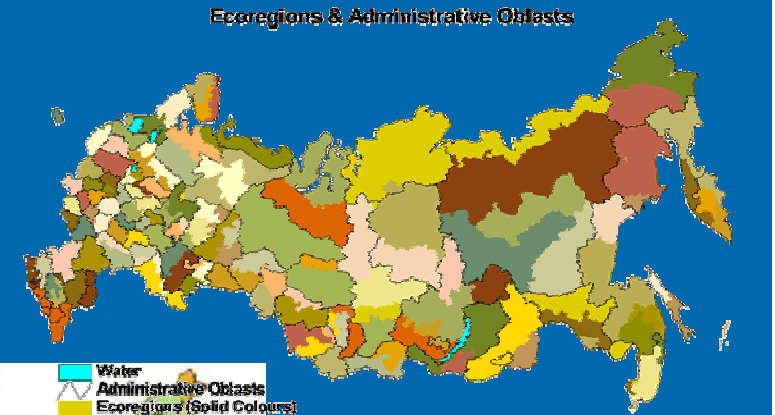 Ecoregions & Administrative Oblasts
Water
Administrative Oblasts
Ecoregions (Solid Colours)